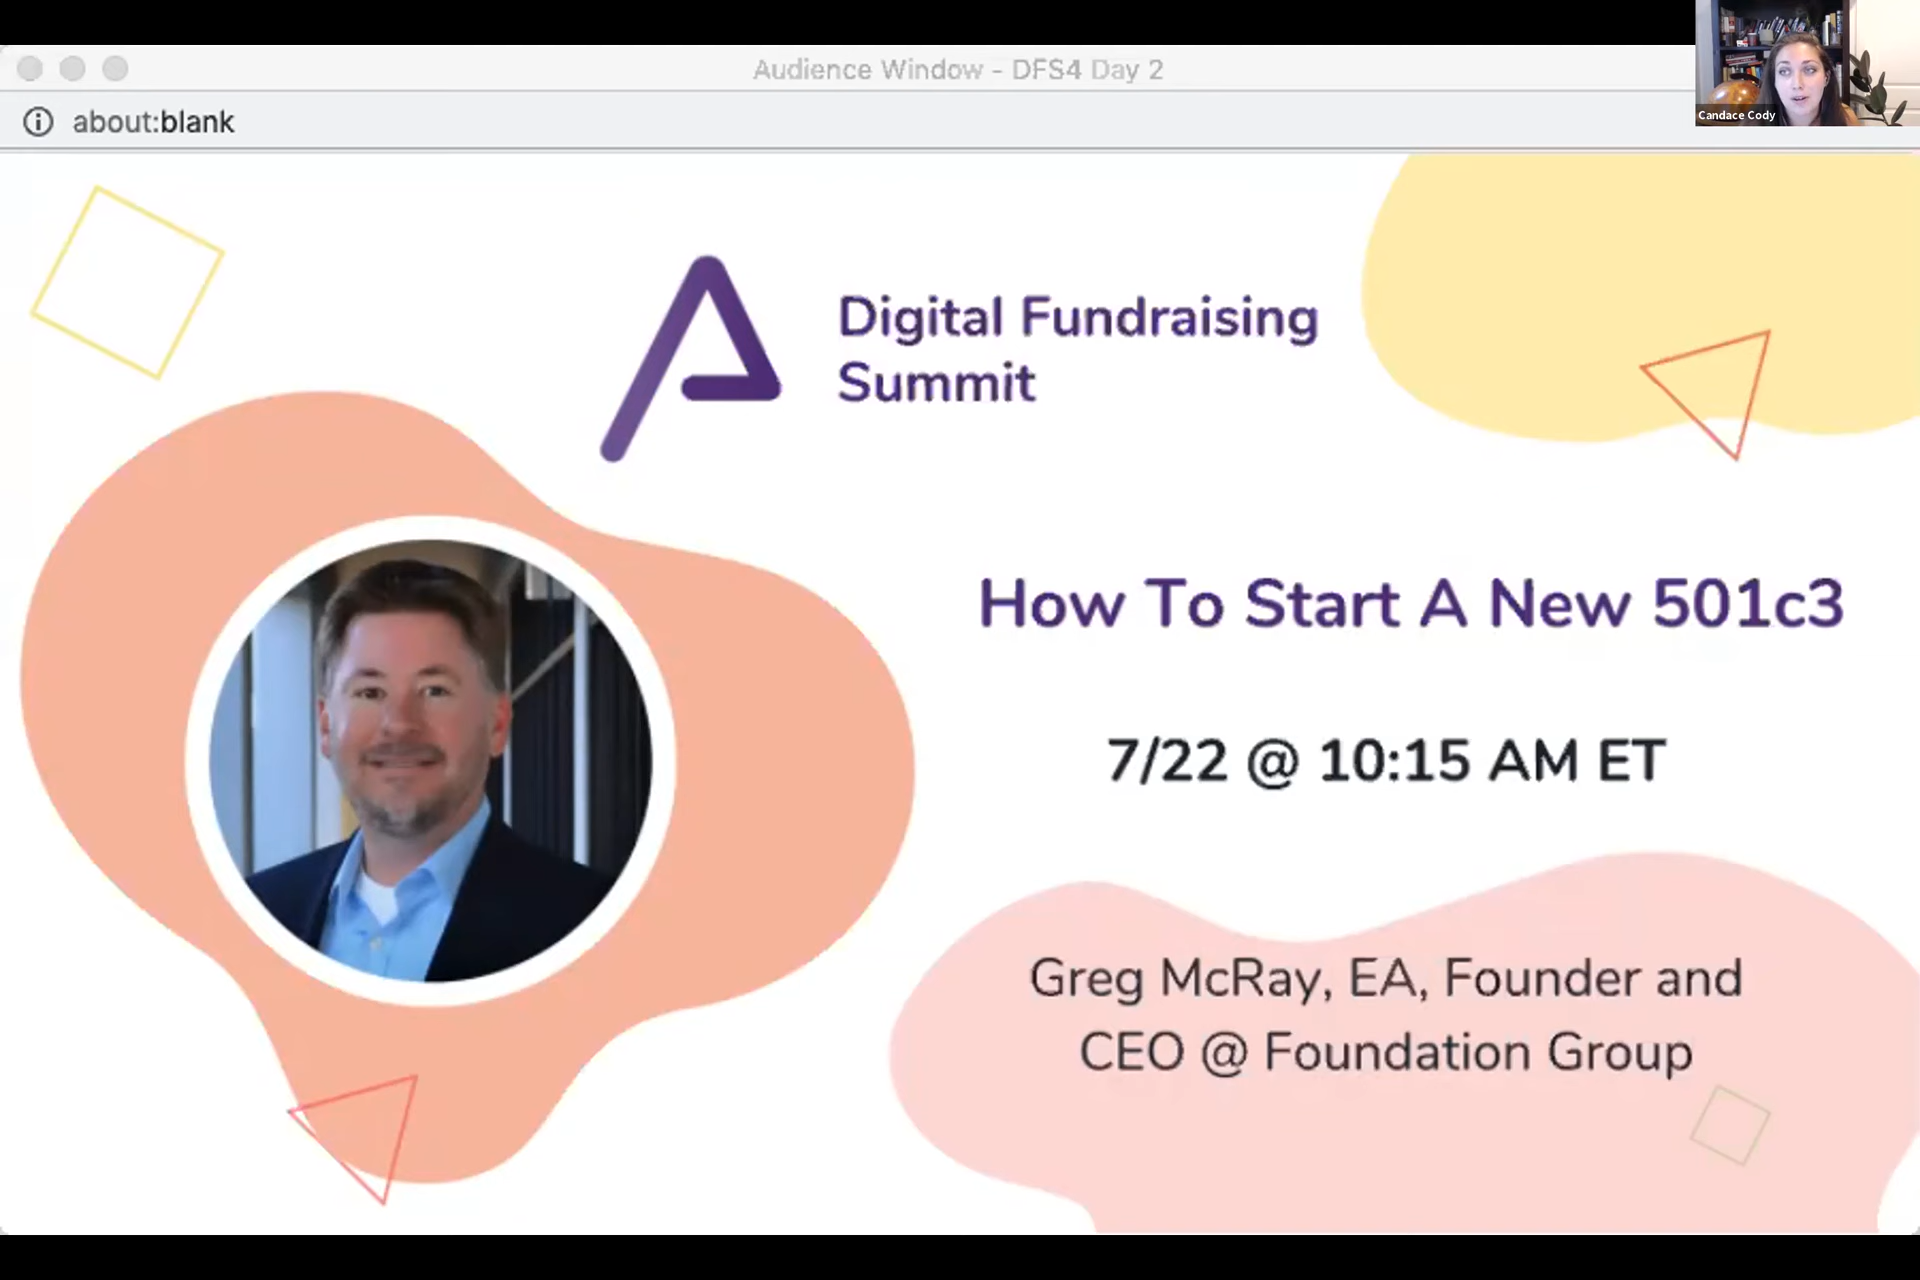 Audience Window - DFS4 Day 2
about:blank
Candace Cody
Digital Fundraising
Summit
How To Start A New 501c3
7/22 @ 10:15 AM ET
Greg McRay, EA, Founder and
CEO @ Foundation Group